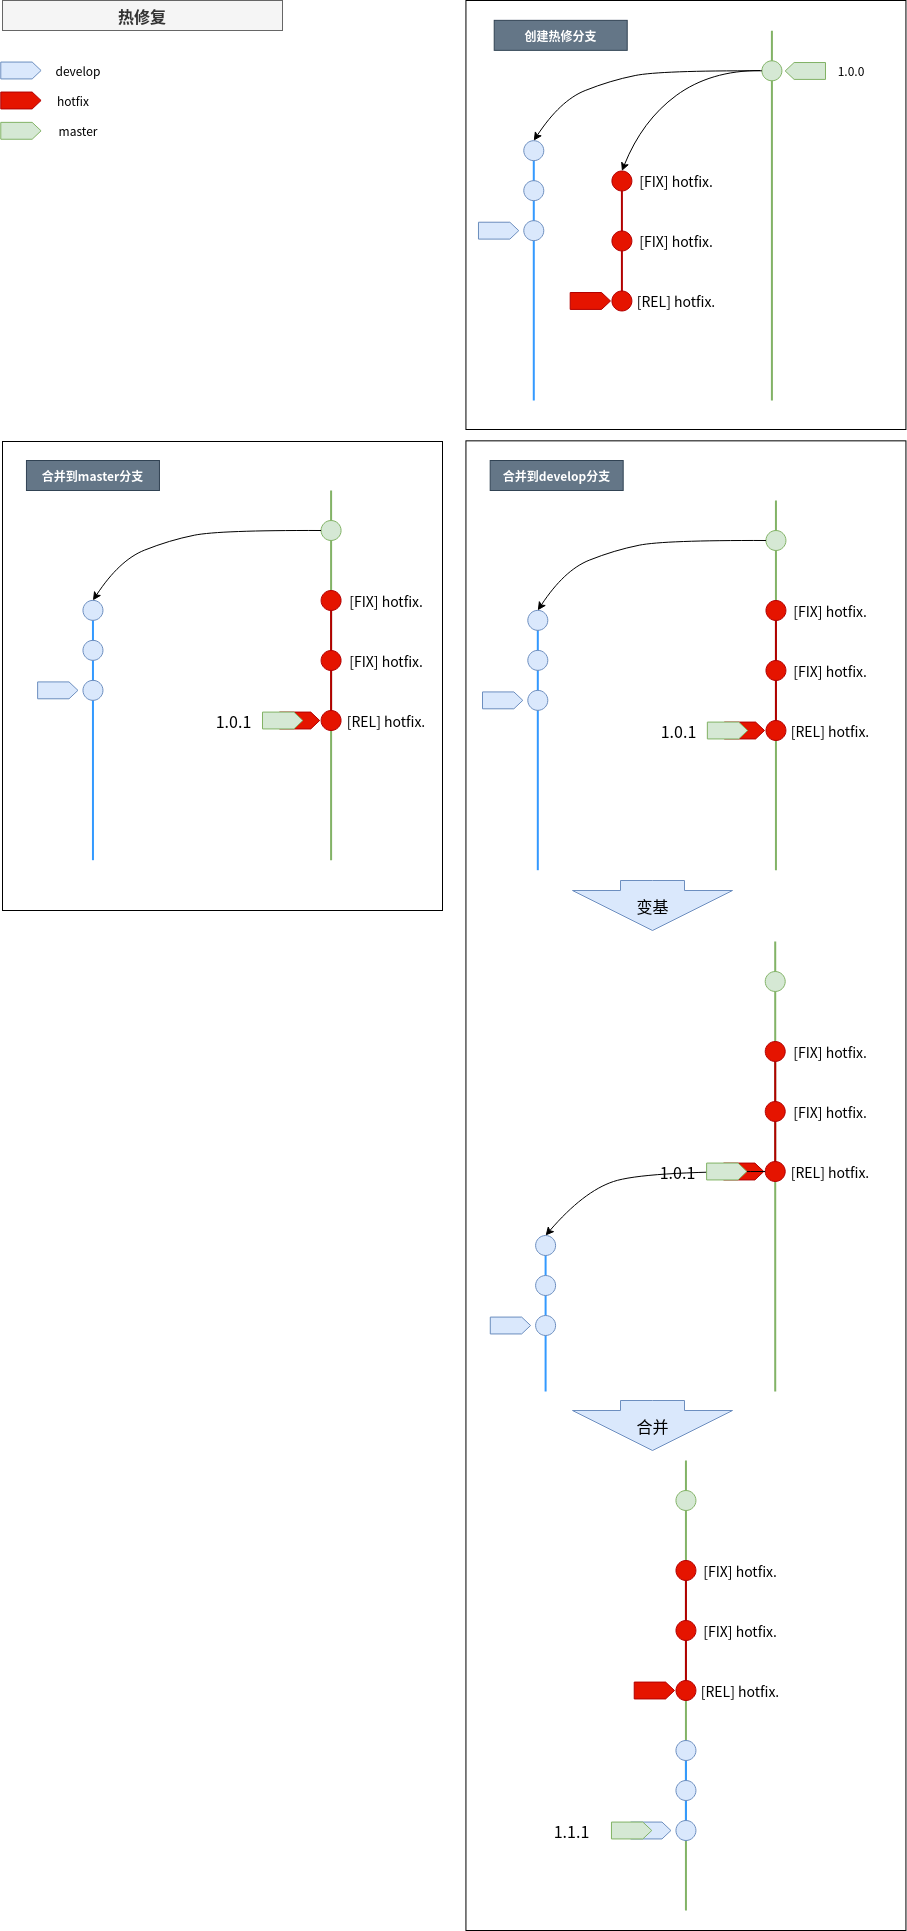 热修复
develop
hotfix
master
创建热修分支
1.0.0
[FIX] hotfix.
[FIX] hotfix.
[REL] hotfix.
合并到master分支
[FIX] hotfix.
[FIX] hotfix.
1.0.1
[REL] hotfix.
合并到develop分支
[FIX] hotfix.
[FIX] hotfix.
1.0.1
[REL] hotfix.
变基
[FIX] hotfix.
[FIX] hotfix.
1.0.1
[REL] hotfix.
合并
[FIX] hotfix.
[FIX] hotfix.
[REL] hotfix.
1.1.1